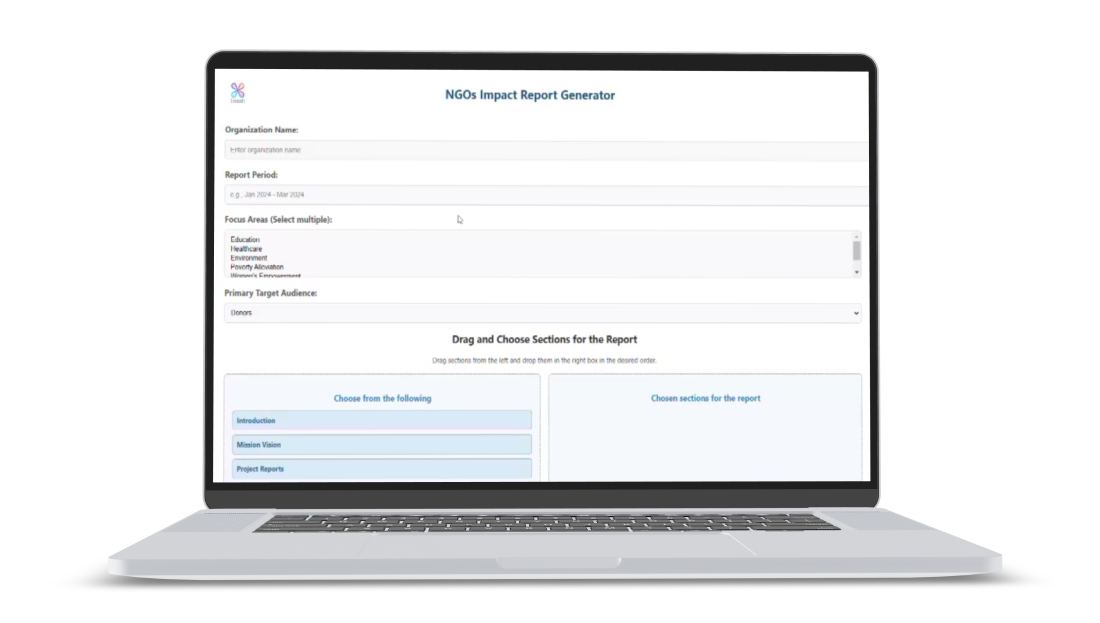 NGOs Impact Report Generator
Organization Name:
Enter organization name
Report Period:
e.g., Jan 2024 - Mar 2024
Focus Areas (Select multiple):
Education
Healthcare
Environment
Poverty Alleviation
Women's Empowerment
Primary Target Audience:
Donors
Drag and Choose Sections for the Report
Drag sections from the left and drop them in the right box in the desired order.
Choose from the following
Chosen sections for the report
Introduction
Mission Vision
Project Reports